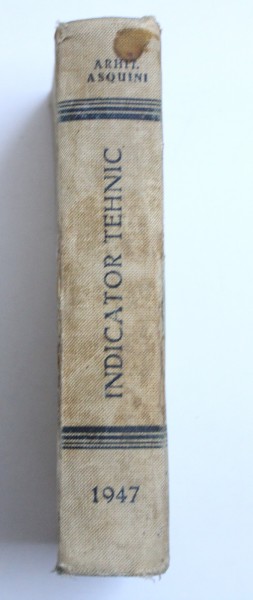 ARHIT.
ASQUINI
INDICATOR TEHNIC
1947